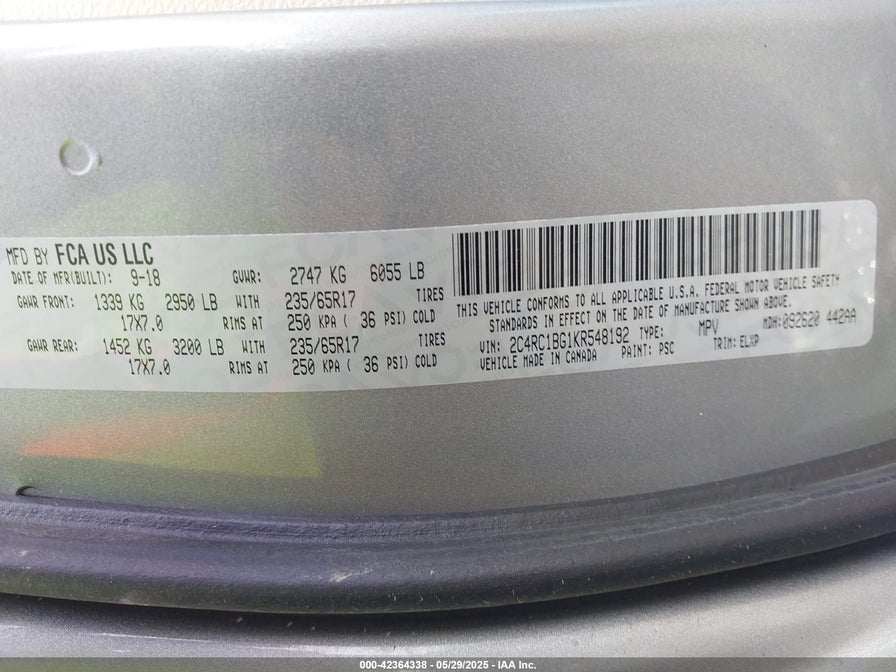 MFD BY FCA US LLC
DATE OF MFR(BUILT): 9-18 GVWR: 2747 KG 6055 LB
GAWR FRONT: 1339 KG 2950 LB WITH 235/65R17 TIRES
17X7.0 RIMS AT 250 KPA ( 36 PSI) COLD
GAWR REAR: 1452 KG 3200 LB WITH 235/65R17 TIRES
17X7.0 RIMS AT 250 KPA ( 36 PSI) COLD
THIS VEHICLE CONFORMS TO ALL APPLICABLE U.S.A. FEDERAL MOTOR VEHICLE SAFETY
STANDARDS IN EFFECT ON THE DATE OF MANUFACTURE SHOWN ABOVE.
VIN: 2C4RC1BG1KR548192 TYPE: MPV MDH: 092620 442AA
VEHICLE MADE IN CANADA PAINT: PSC TRIM: ELXP
000-42364338 - 05/29/2025 - IAA Inc.